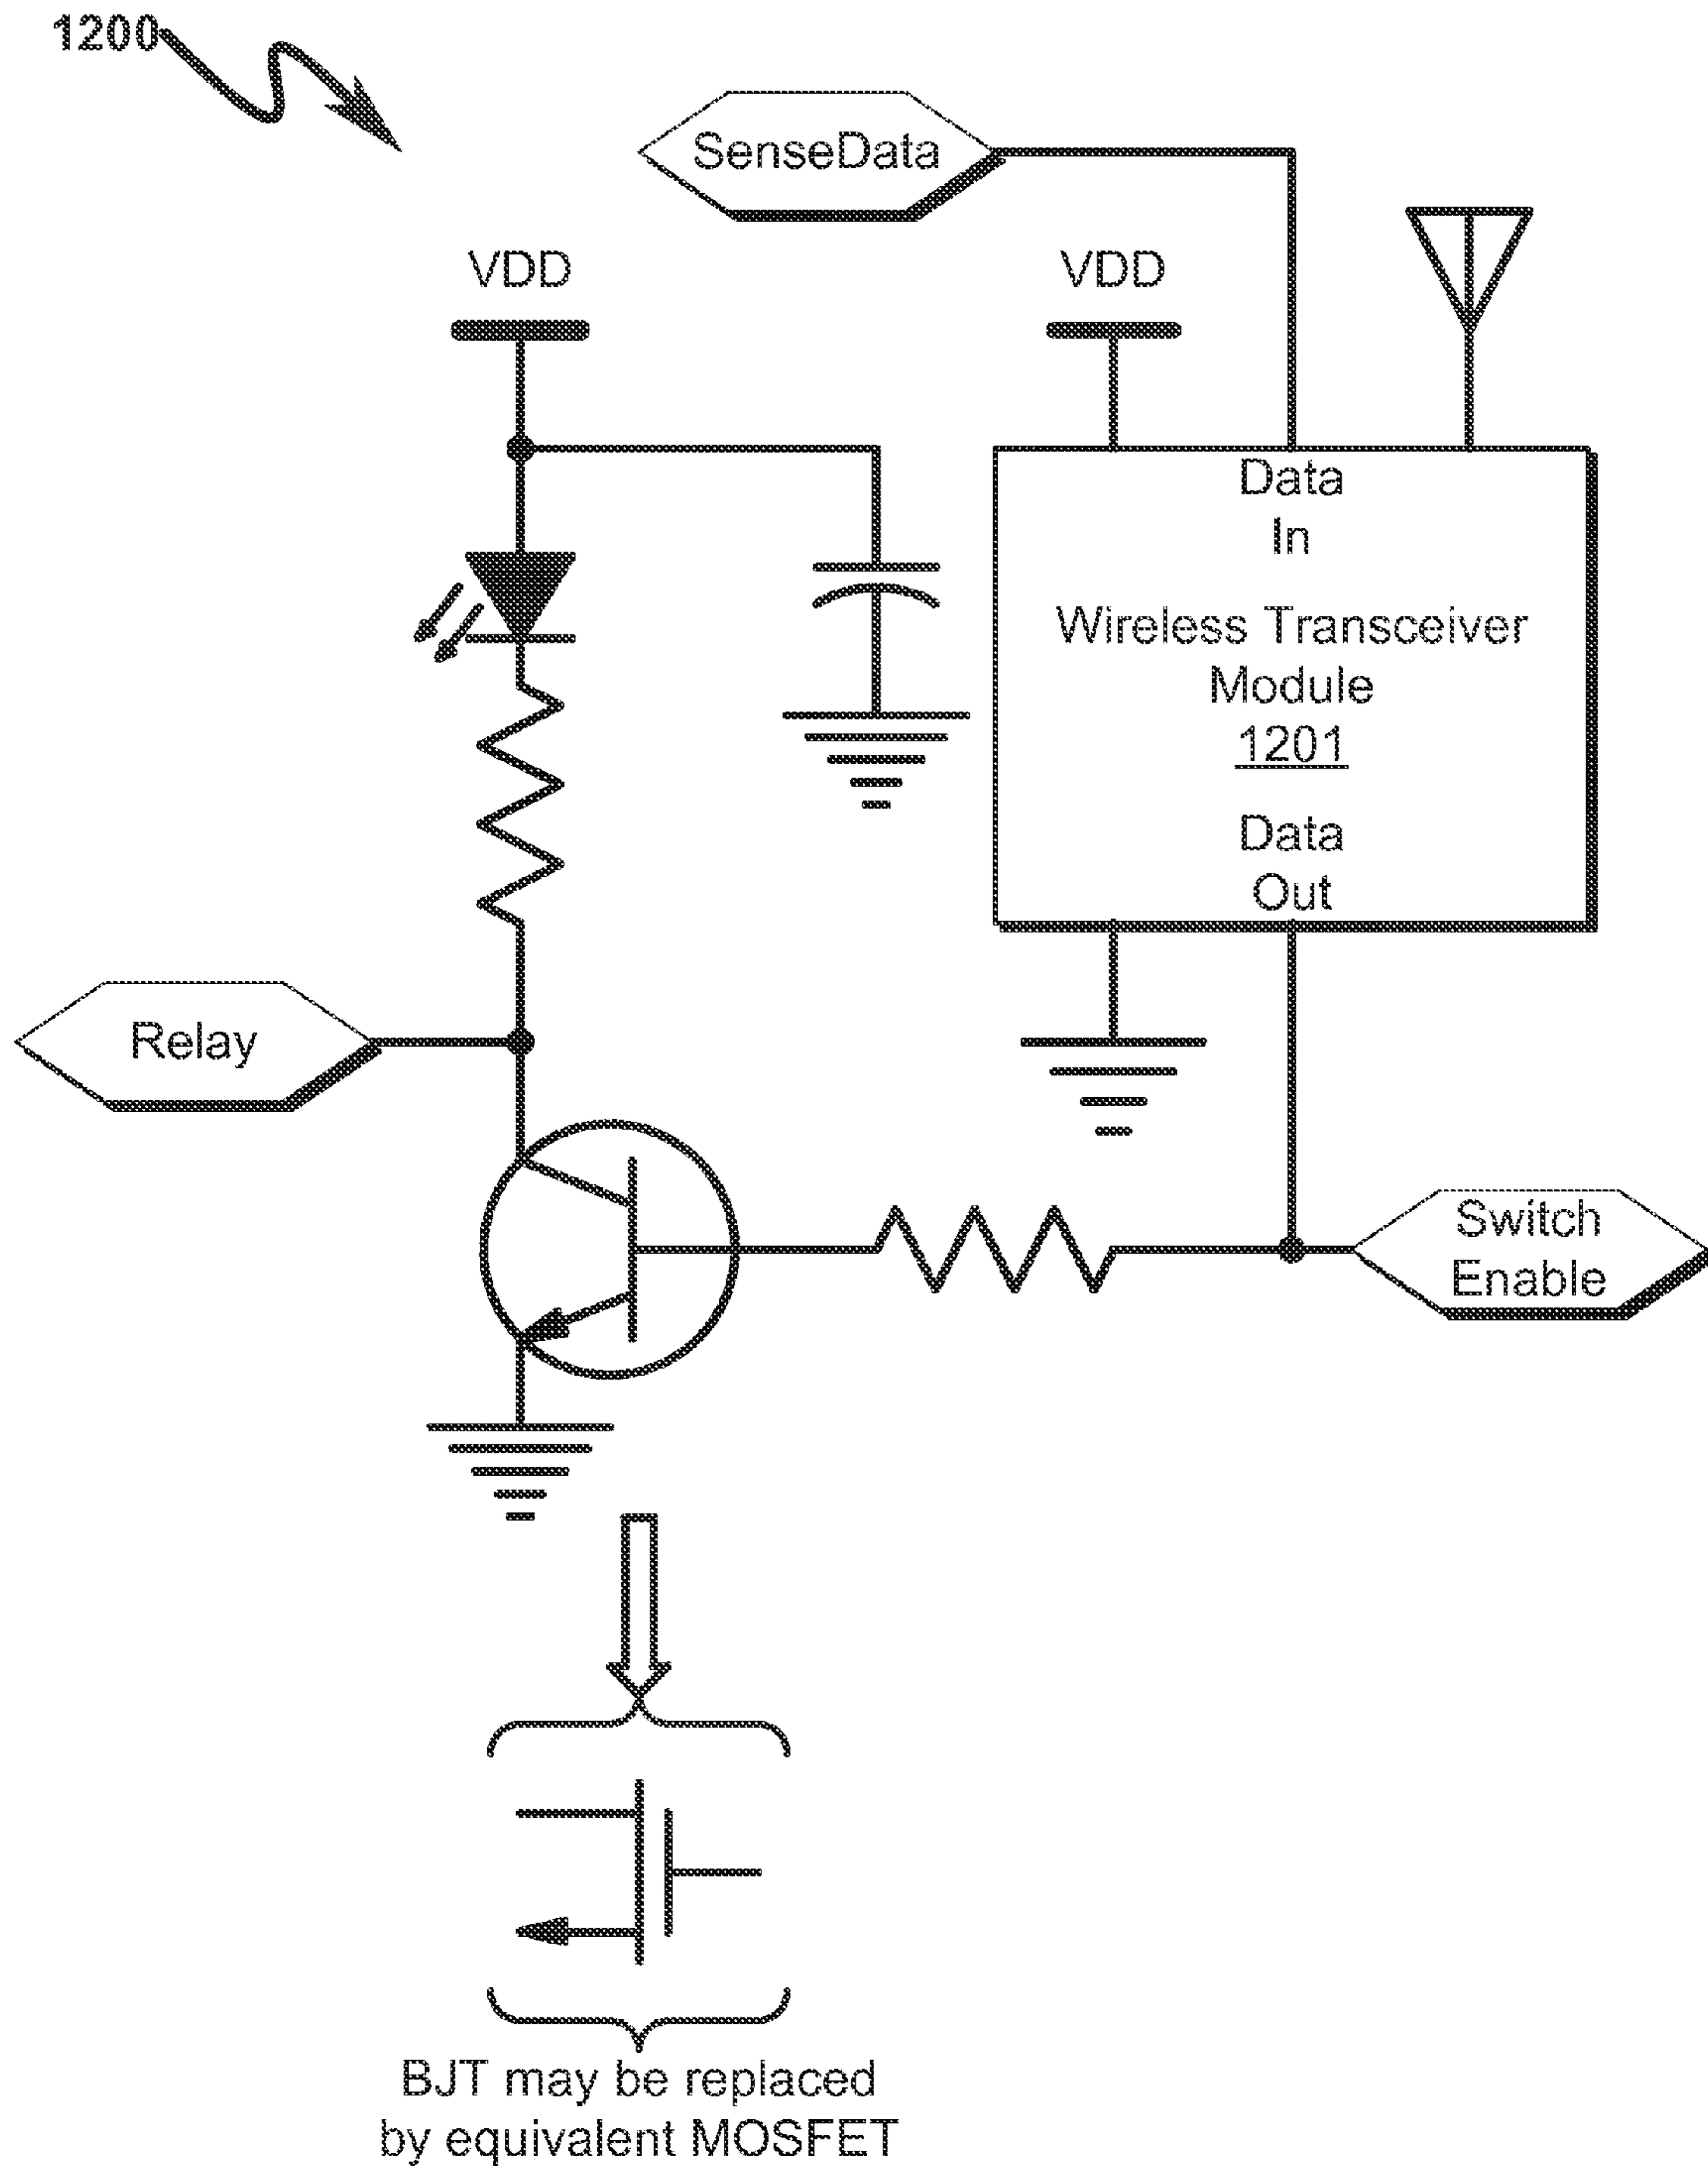 1200
SenseData
VDD
VDD
Data
In
Wireless Transceiver
Module
1201
Data
Out
Relay
Switch
Enable
BJT may be replaced
by equivalent MOSFET